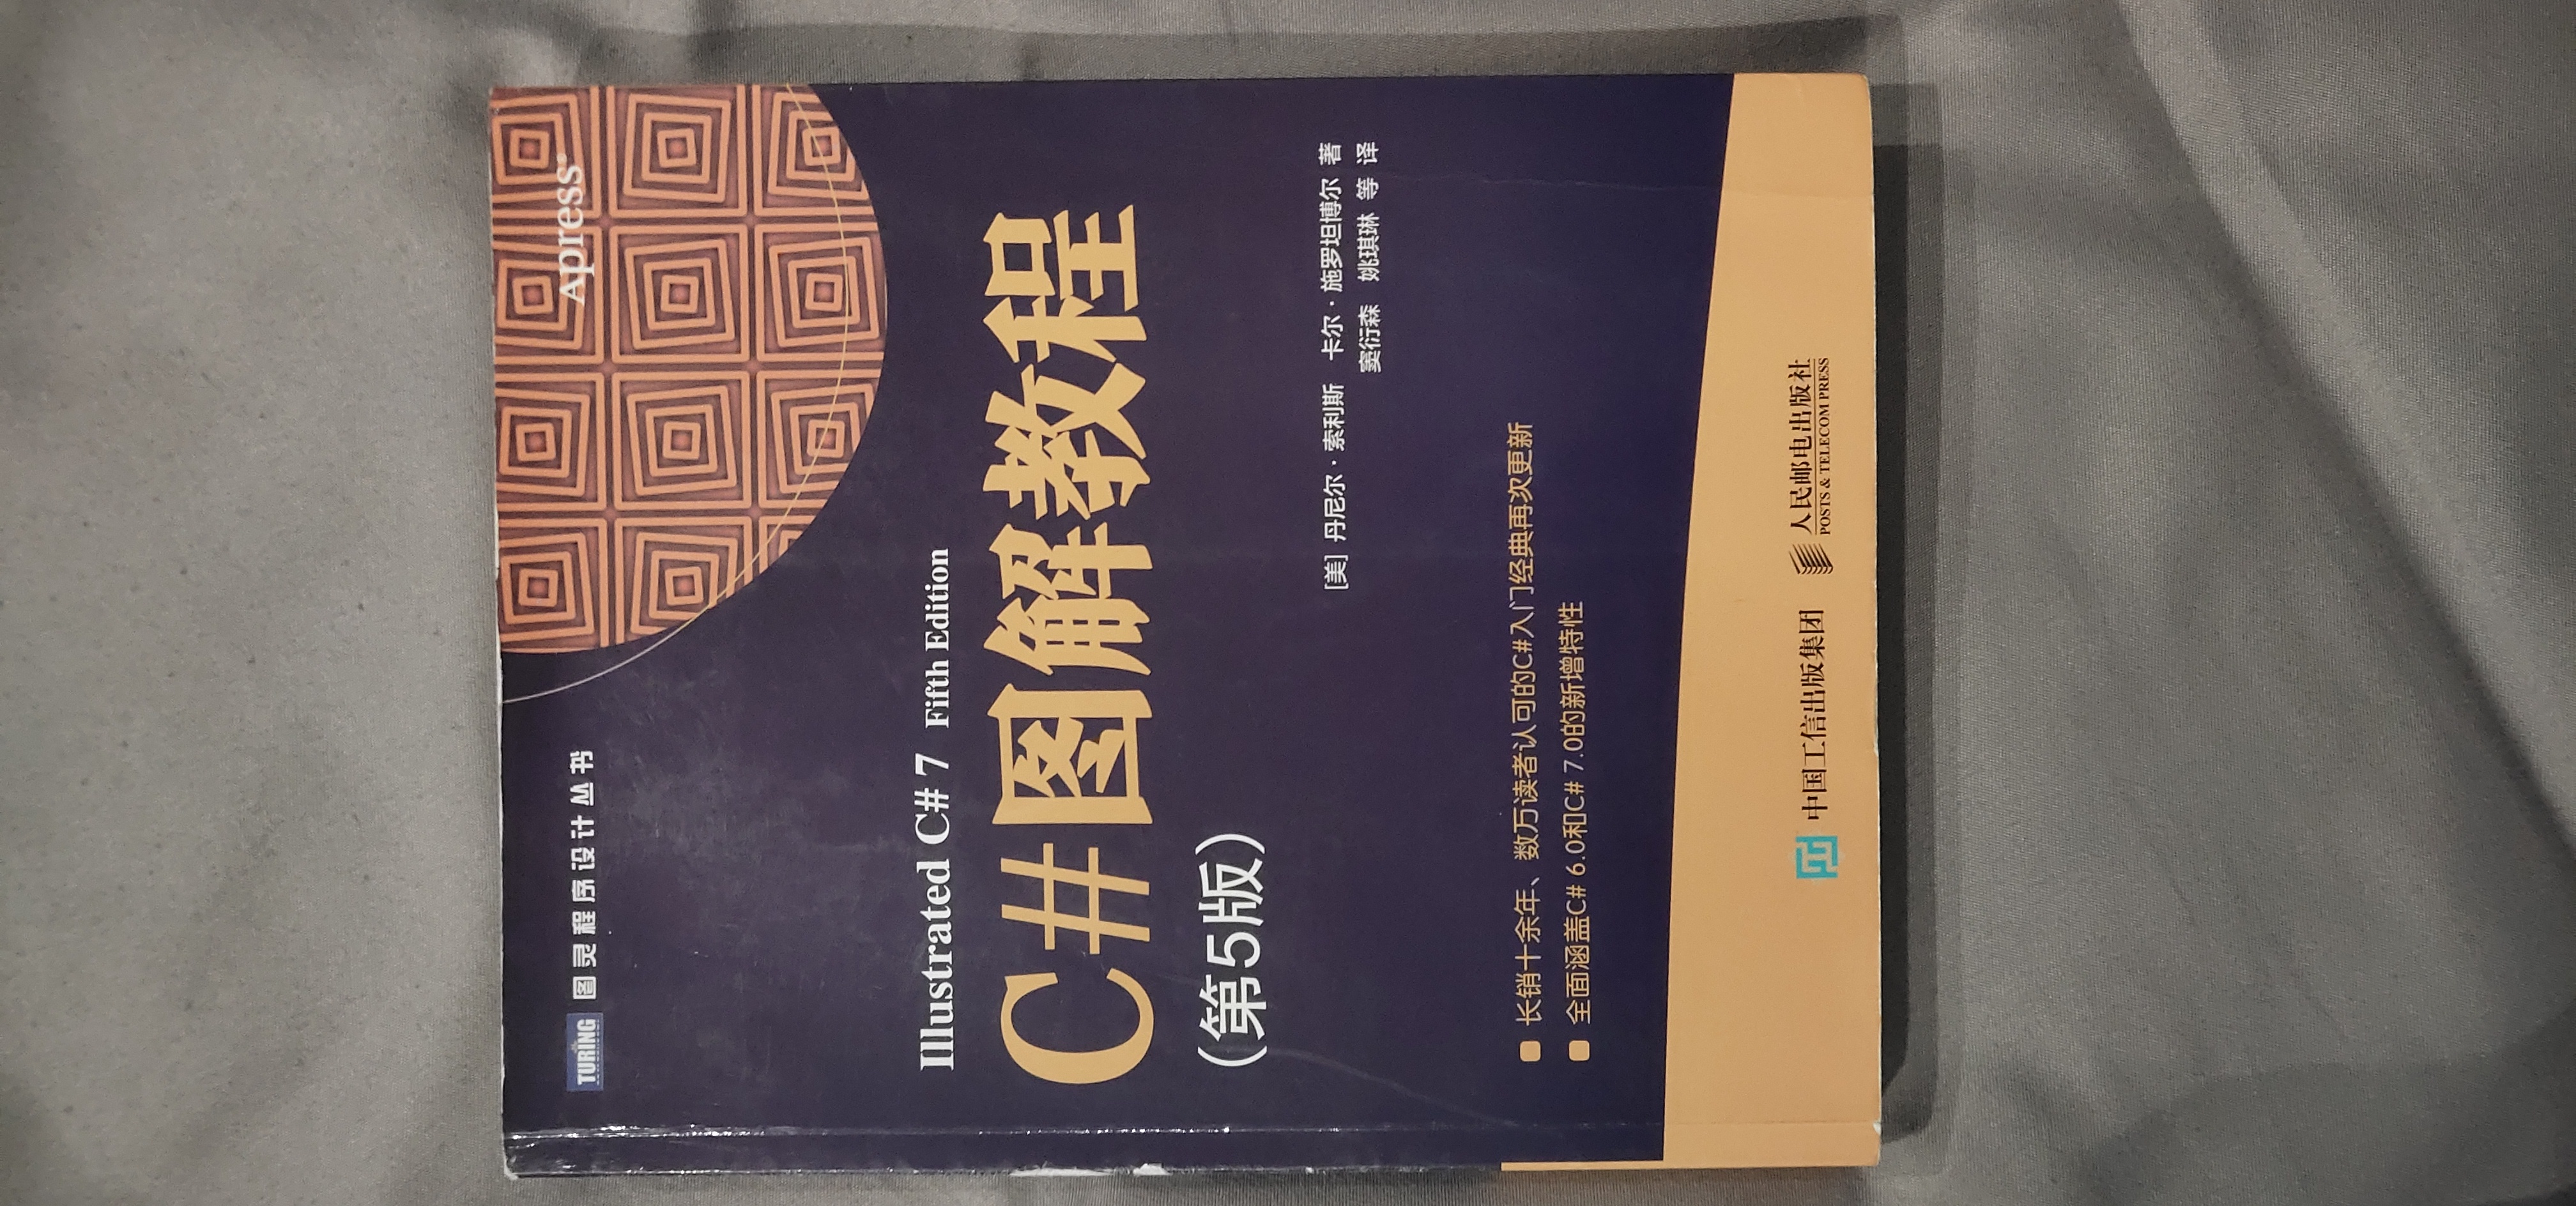 Apress®
TURING 图灵程序设计丛书
Illustrated C# 7 Fifth Edition
C#图解教程
(第5版)
[美] 丹尼尔·索利斯 卡尔·施罗坦博尔 著
窦衍森 姚琪琳 等 译
长销十余年、数万读者认可的C#入门经典再次更新
全面涵盖C# 6.0和C# 7.0的新增特性
中国工信出版集团 人民邮电出版社
POSTS & TELECOM PRESS